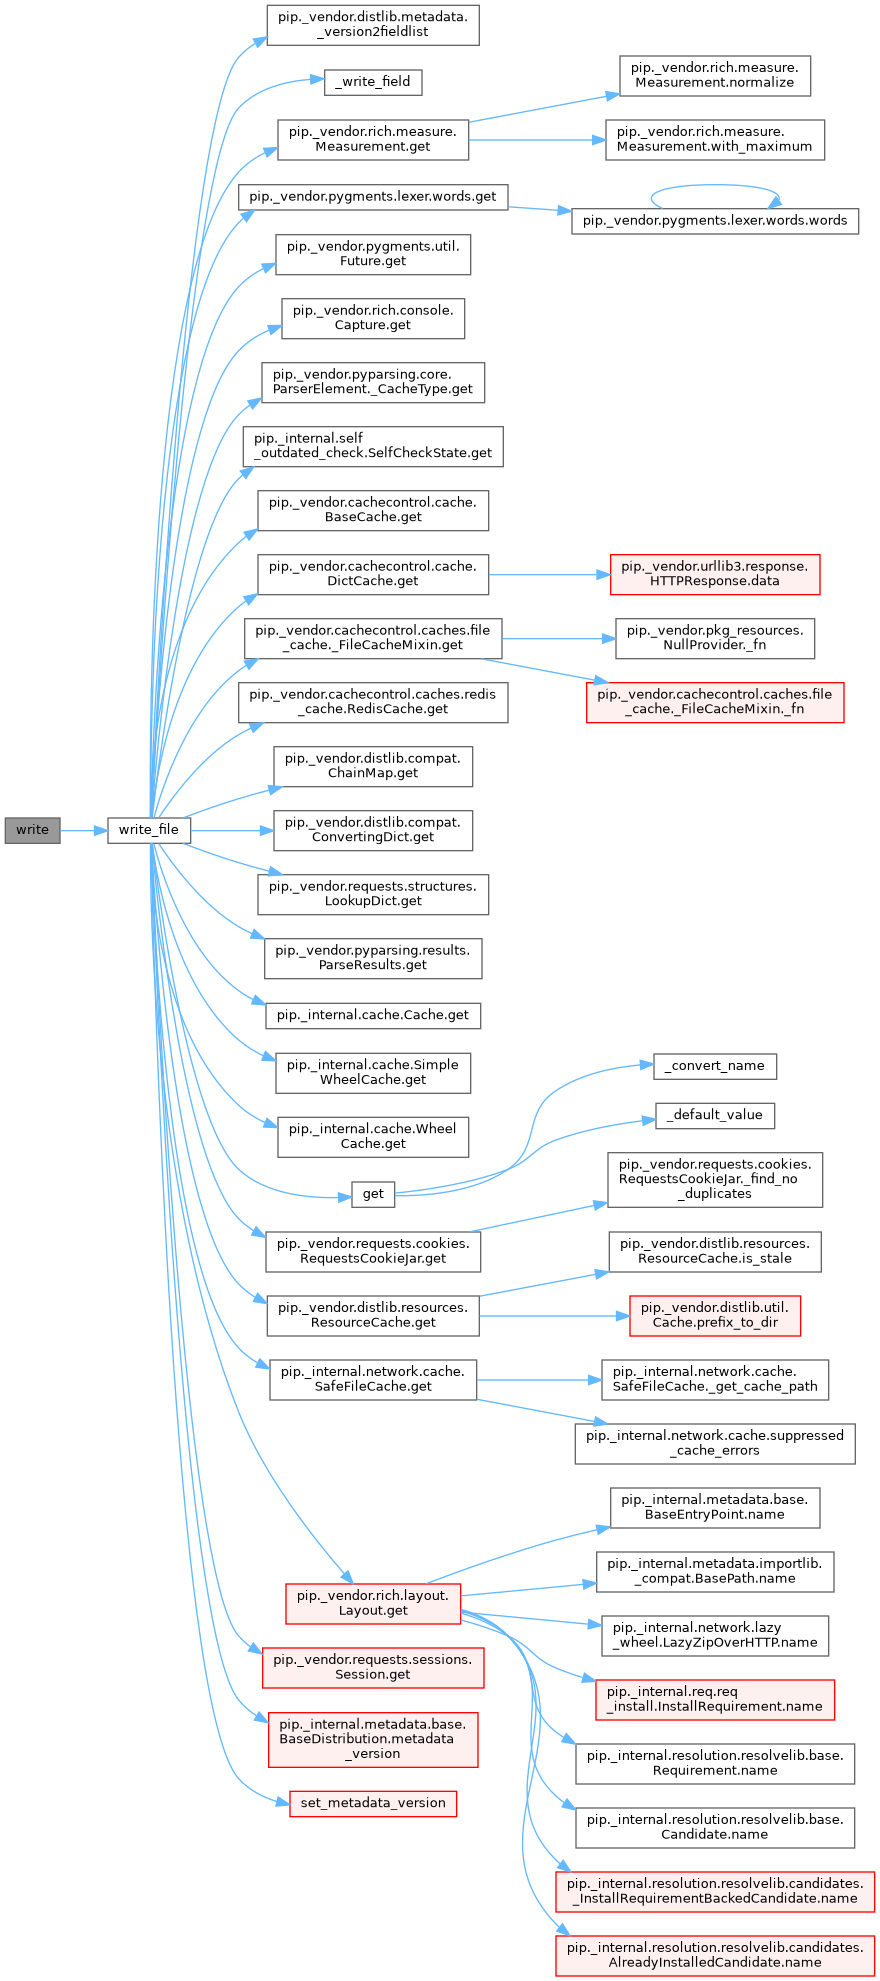 pip._vendor.distlib.metadata.
_version2fieldlist
_write_field
pip._vendor.rich.measure.
Measurement.get
pip._vendor.rich.measure.
Measurement.normalize
pip._vendor.rich.measure.
Measurement.with_maximum
pip._vendor.pygments.lexer.words.get
pip._vendor.pygments.lexer.words.words
pip._vendor.pygments.util.
Future.get
pip._vendor.rich.console.
Capture.get
pip._vendor.pyparsing.core.
ParserElement._CacheType.get
pip._internal.self
_outdated_check.SelfCheckState.get
pip._vendor.cachecontrol.cache.
BaseCache.get
pip._vendor.cachecontrol.cache.
DictCache.get
pip._vendor.urllib3.response.
HTTPResponse.data
pip._vendor.cachecontrol.caches.file
_cache._FileCacheMixin.get
pip._vendor.pkg_resources.
NullProvider._fn
pip._vendor.cachecontrol.caches.file
_cache._FileCacheMixin._fn
pip._vendor.cachecontrol.caches.redis
_cache.RedisCache.get
pip._vendor.distlib.compat.
ChainMap.get
write
write_file
pip._vendor.distlib.compat.
ConvertingDict.get
pip._vendor.requests.structures.
LookupDict.get
pip._vendor.pyparsing.results.
ParseResults.get
pip._internal.cache.Cache.get
pip._internal.cache.Simple
WheelCache.get
pip._internal.cache.Wheel
Cache.get
_convert_name
_default_value
get
pip._vendor.requests.cookies.
RequestsCookieJar._find_no
_duplicates
pip._vendor.requests.cookies.
RequestsCookieJar.get
pip._vendor.distlib.resources.
ResourceCache.is_stale
pip._vendor.distlib.resources.
ResourceCache.get
pip._vendor.distlib.util.
Cache.prefix_to_dir
pip._internal.network.cache.
SafeFileCache.get
pip._internal.network.cache.
SafeFileCache._get_cache_path
pip._internal.network.cache.suppressed
_cache_errors
pip._internal.metadata.base.
BaseEntryPoint.name
pip._internal.metadata.importlib.
_compat.BasePath.name
pip._vendor.rich.layout.
Layout.get
pip._internal.network.lazy
_wheel.LazyZipOverHTTP.name
pip._vendor.requests.sessions.
Session.get
pip._internal.req.req
_install.InstallRequirement.name
pip._internal.metadata.base.
BaseDistribution.metadata
_version
pip._internal.resolution.resolvelib.base.
Requirement.name
set_metadata_version
pip._internal.resolution.resolvelib.base.
Candidate.name
pip._internal.resolution.resolvelib.candidates.
_InstallRequirementBackedCandidate.name
pip._internal.resolution.resolvelib.candidates.
AlreadyInstalledCandidate.name